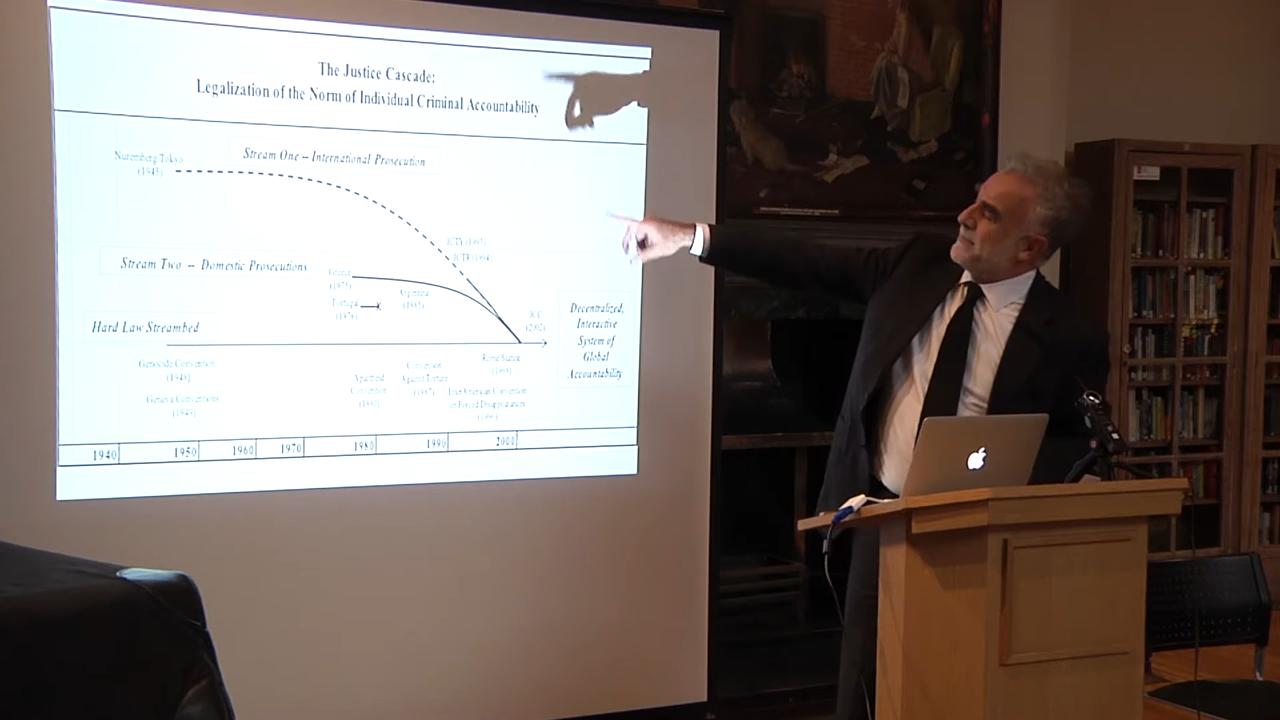 The Justice Cascade:
Legalization of the Norm of Individual Criminal Accountability
Nuremberg/Tokyo
(1945)
Stream One -- International Prosecution
ICTY (1993)
ICTR (1994)
Stream Two -- Domestic Prosecutions
Greece
(1975)
Portugal
(1976)
Argentina
(1985)
ICC
(2002)
Hard Law Streambed
Decentralized,
Interactive
System of
Global
Accountability
Genocide Convention
(1948)
Geneva Conventions
(1949)
Apartheid
Convention
Convention
Against Torture
(1987)
Rome Statute
(1998)
Inter-American Convention
on Forced Disappearances
1940
1950
1960
1970
1980
1990
2000